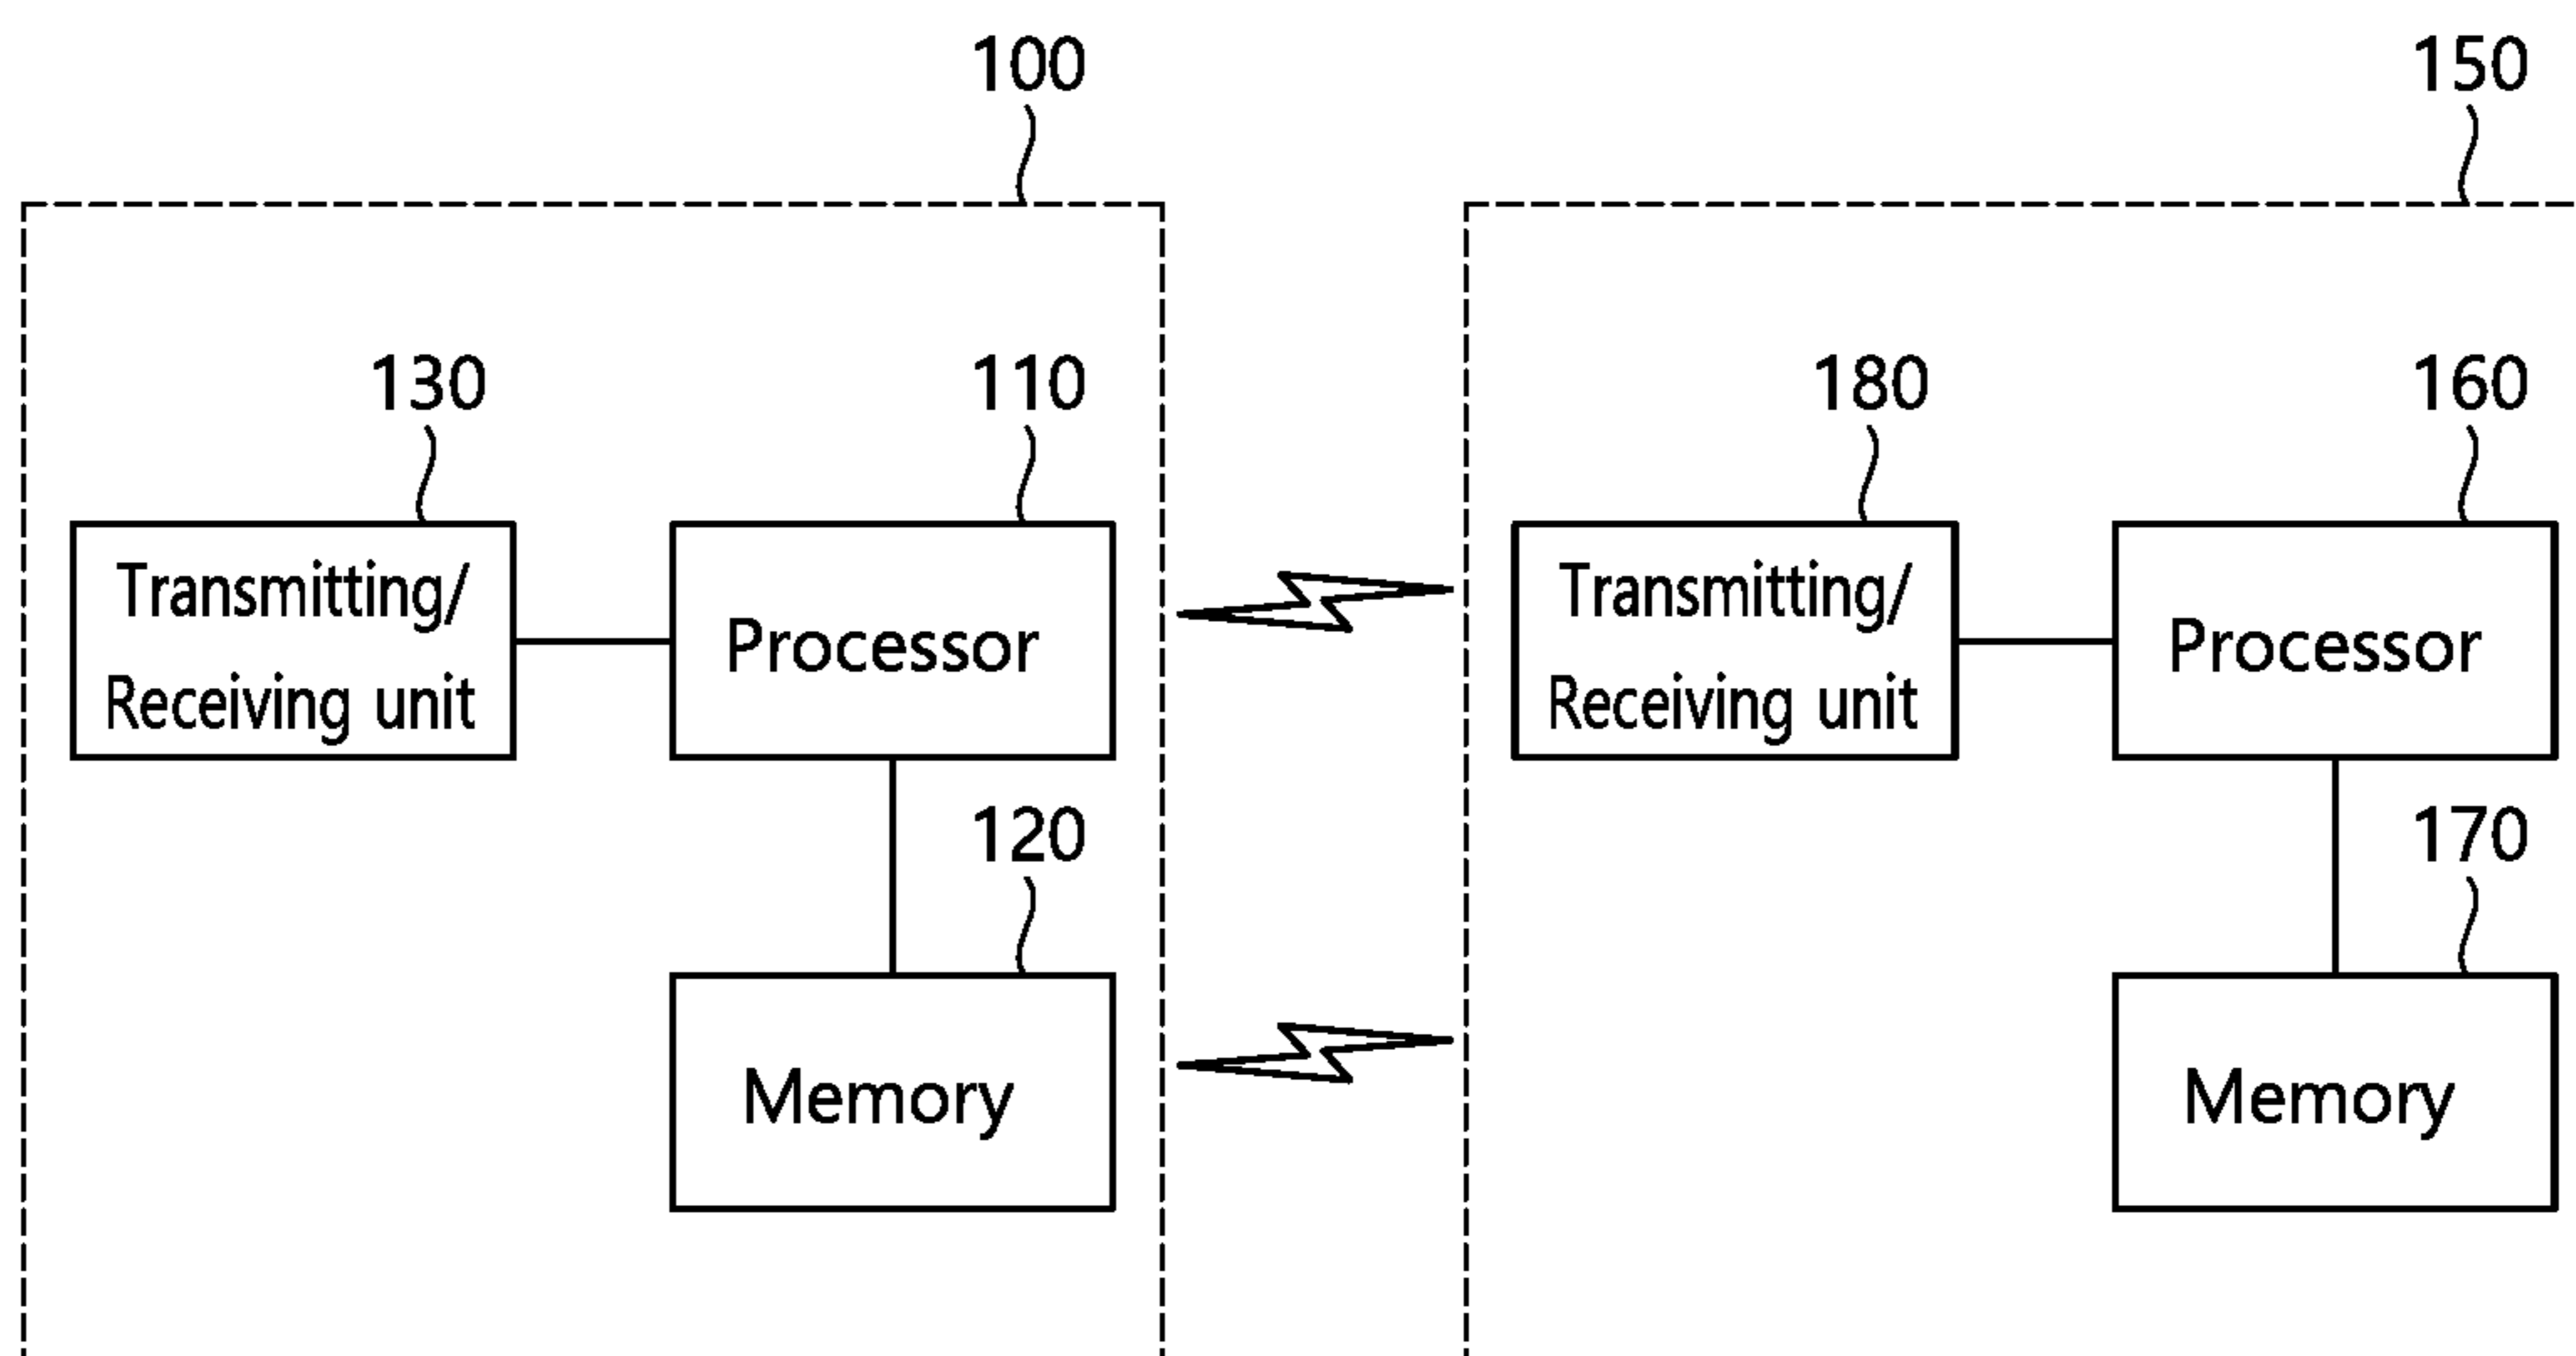 100
150
130
110
180
160
Transmitting/
Receiving unit
Processor
Transmitting/
Receiving unit
Processor
120
170
Memory
Memory